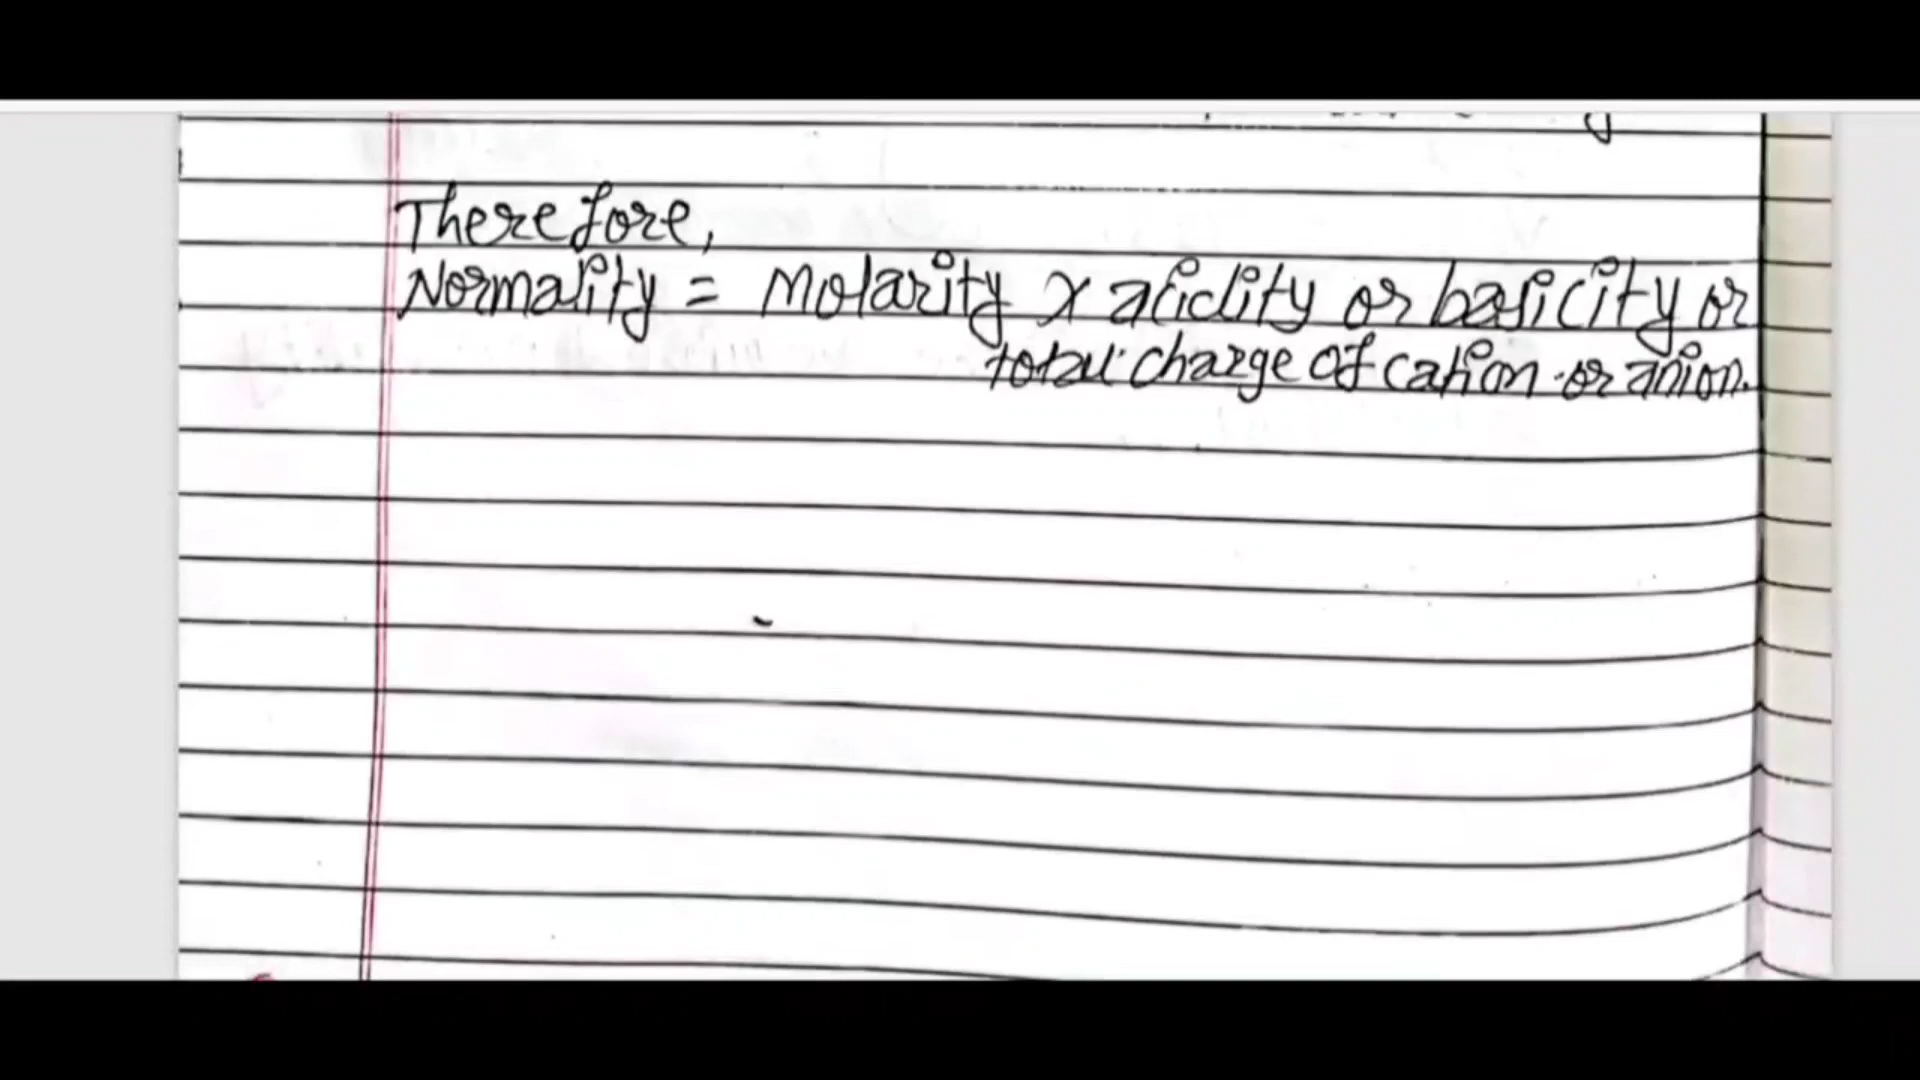 Therefore,
Normality = Molarity x acidity or basicity or
total charge of cation or anion.